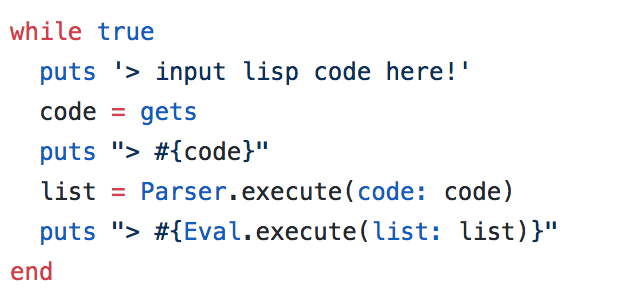 while true
  puts '> input lisp code here!'
  code = gets
  puts "> #{code}"
  list = Parser.execute(code: code)
  puts "> #{Eval.execute(list: list)}"
end